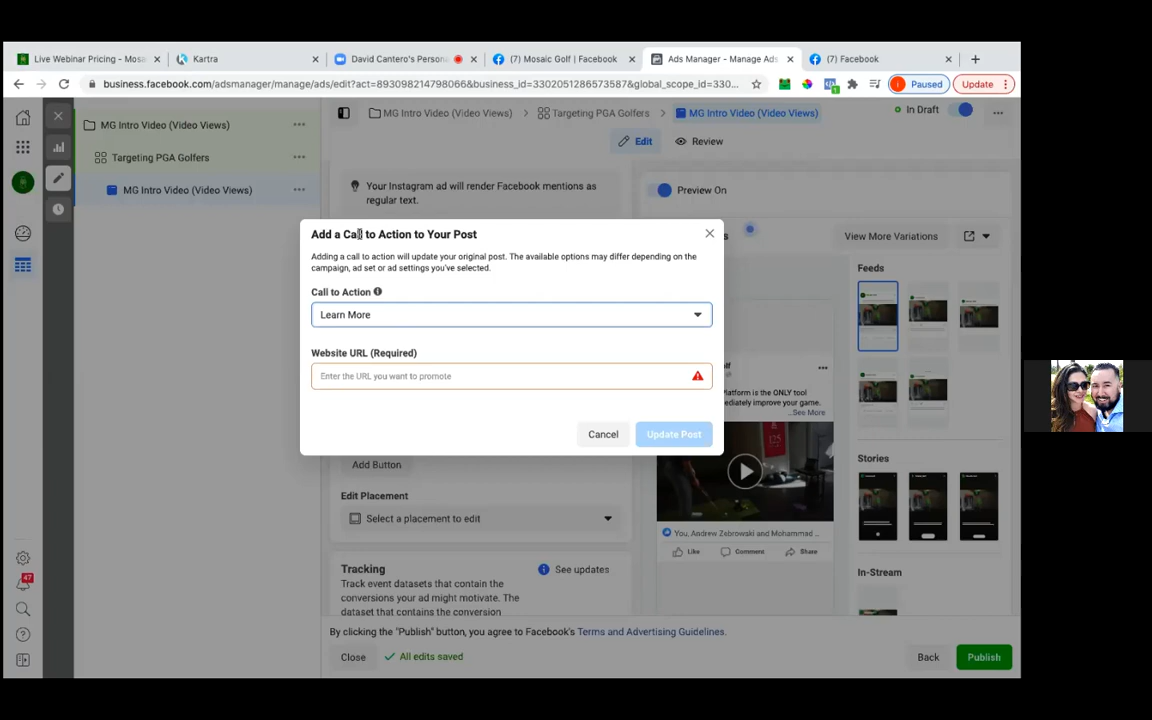 Live Webinar Pricing - Mosa
Kartra
David Cantero's Persona
(7) Mosaic Golf | Facebook
Ads Manager - Manage Ads
(7) Facebook
business.facebook.com/adsmanager/manage/ads/edit?act=893098214798066&business_id=3302051286573587&global_scope_id=330...
1
Paused
Update
MG Intro Video (Video Views)
Targeting PGA Golfers
MG Intro Video (Video Views)
MG Intro Video (Video Views)
Targeting PGA Golfers
MG Intro Video (Video Views)
In Draft
Edit
Review
Your Instagram ad will render Facebook mentions as
regular text.
Preview On
View More Variations
Add a Call to Action to Your Post
Adding a call to action will update your original post. The available options may differ depending on the
campaign, ad set or ad settings you've selected.
Call to Action
Learn More
Website URL (Required)
Enter the URL you want to promote
Cancel
Update Post
Feeds
Platform is the ONLY tool
mediately improve your game.
...See More
125
Add Button
Edit Placement
Select a placement to edit
You, Andrew Zebrowski and Mohammad ...
Like
Comment
Share
Stories
In-Stream
Tracking
See updates
Track event datasets that contain the
conversions your ad might motivate. The
dataset that contains the conversion
By clicking the "Publish" button, you agree to Facebook's Terms and Advertising Guidelines.
Close
All edits saved
Back
Publish
47